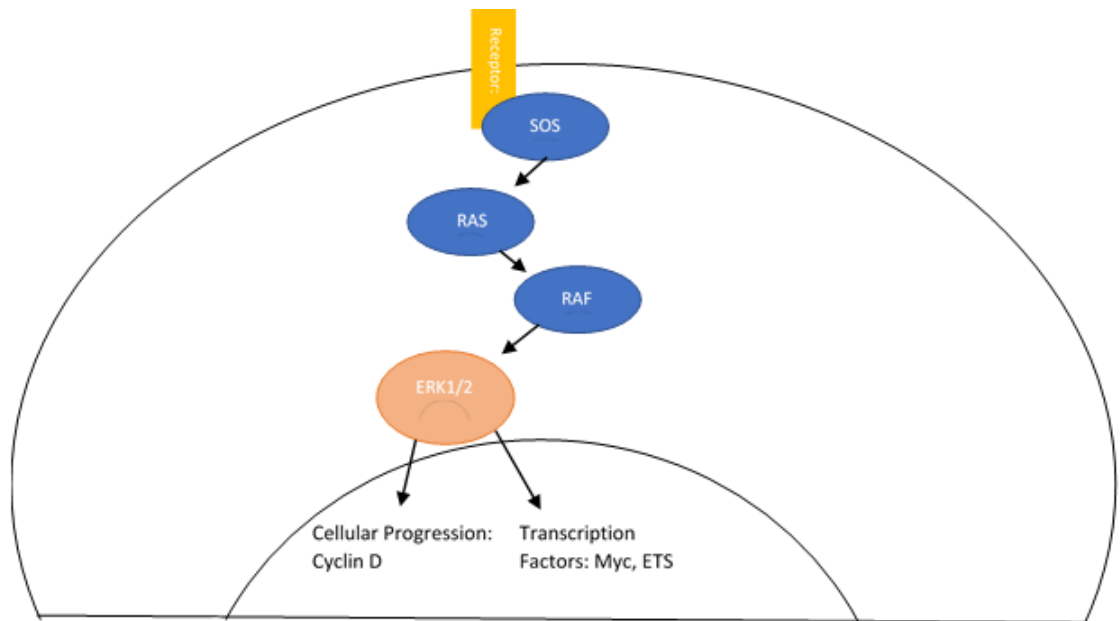 Receptor:
SOS
RAS
RAF
ERK1/2
Cellular Progression:
Cyclin D
Transcription
Factors: Myc, ETS